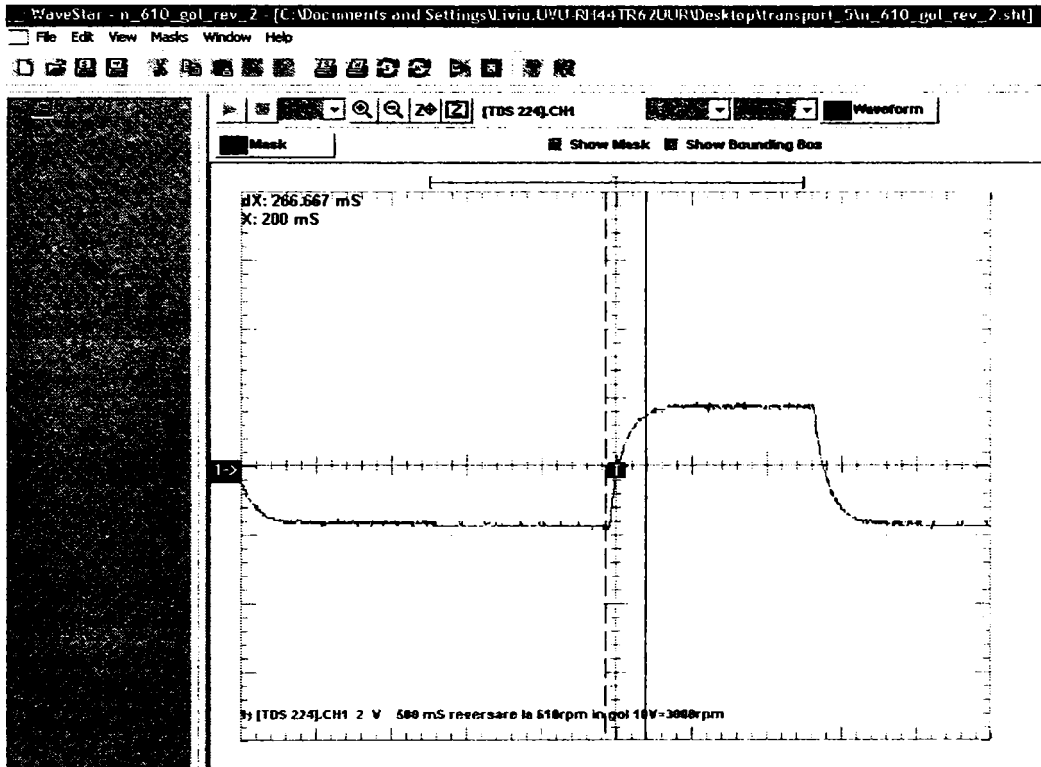 WaveStar - n_610_gol_rev_2 - [C:\Documents and Settings\Liviu.UVU-RH44TR62UUR\Desktop\transport_5\n_610_gol_rev_2.sht]
File Edit View Masks Window Help
[TDS 224].CH1 Waveform
Mask Show Mask Show Bounding Box
dX: 266.667 mS
X: 200 mS
1->
T
1) [TDS 224].CH1 2 V 500 mS reversare la 610rpm in gol 10V=3000rpm